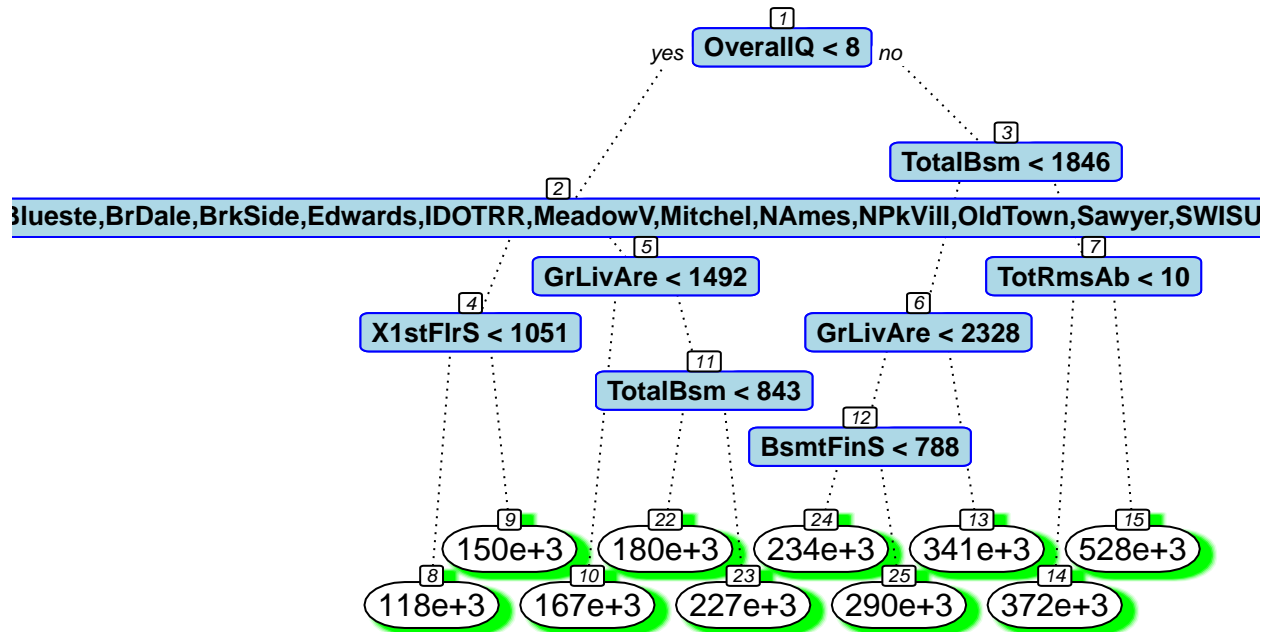 1
OverallQ < 8
yes
no
3
TotalBsm < 1846
2
Blueste,BrDale,BrkSide,Edwards,IDOTRR,MeadowV,Mitchel,NAmes,NPkVill,OldTown,Sawyer,SWISU
5
GrLivAre < 1492
7
TotRmsAb < 10
4
X1stFlrS < 1051
6
GrLivAre < 2328
11
TotalBsm < 843
12
BsmtFinS < 788
9
150e+3
22
180e+3
24
234e+3
13
341e+3
15
528e+3
8
118e+3
10
167e+3
23
227e+3
25
290e+3
14
372e+3